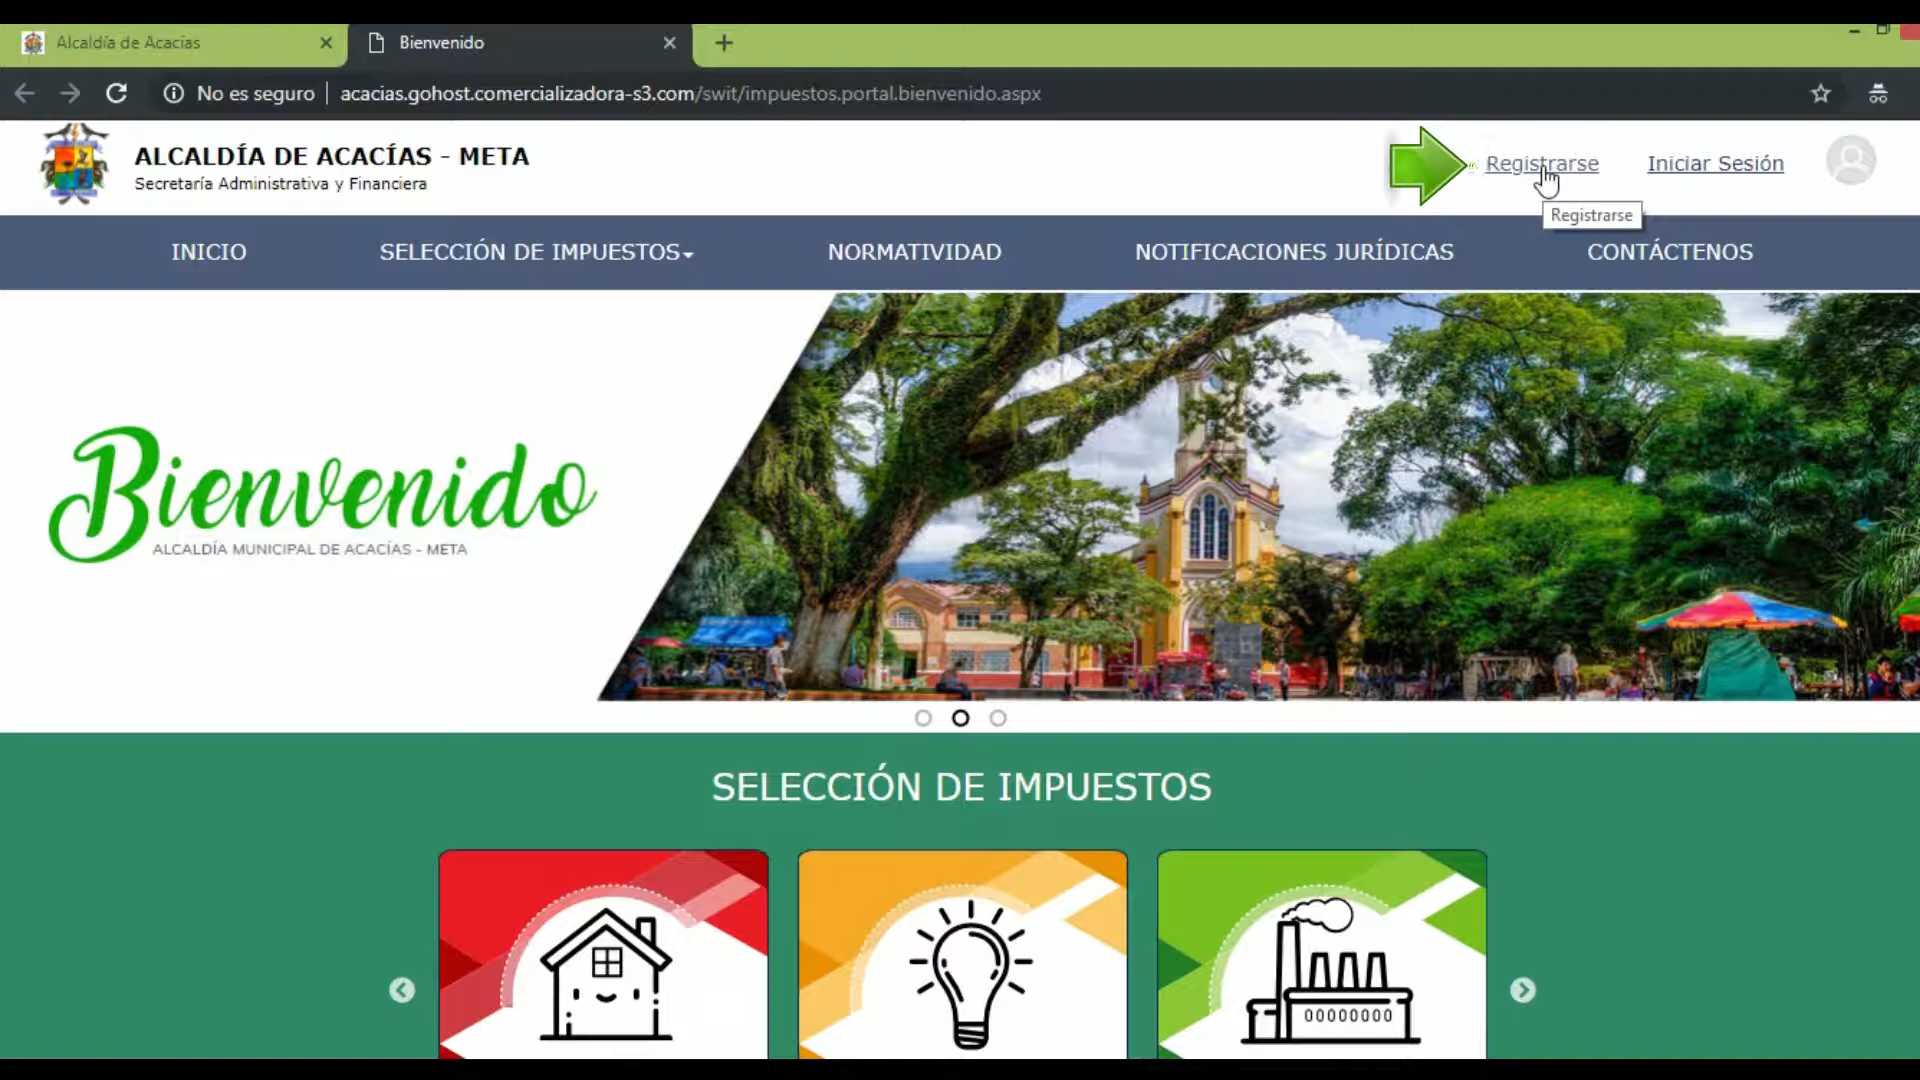 Alcaldía de Acacías
Bienvenido
No es seguro | acacias.gohost.comercializadora-s3.com/swit/impuestos.portal.bienvenido.aspx
ALCALDÍA DE ACACÍAS - META
Secretaría Administrativa y Financiera
Registrarse
Iniciar Sesión
Registrarse
INICIO
SELECCIÓN DE IMPUESTOS
NORMATIVIDAD
NOTIFICACIONES JURÍDICAS
CONTÁCTENOS
Bienvenido
ALCALDÍA MUNICIPAL DE ACACÍAS - META
SELECCIÓN DE IMPUESTOS